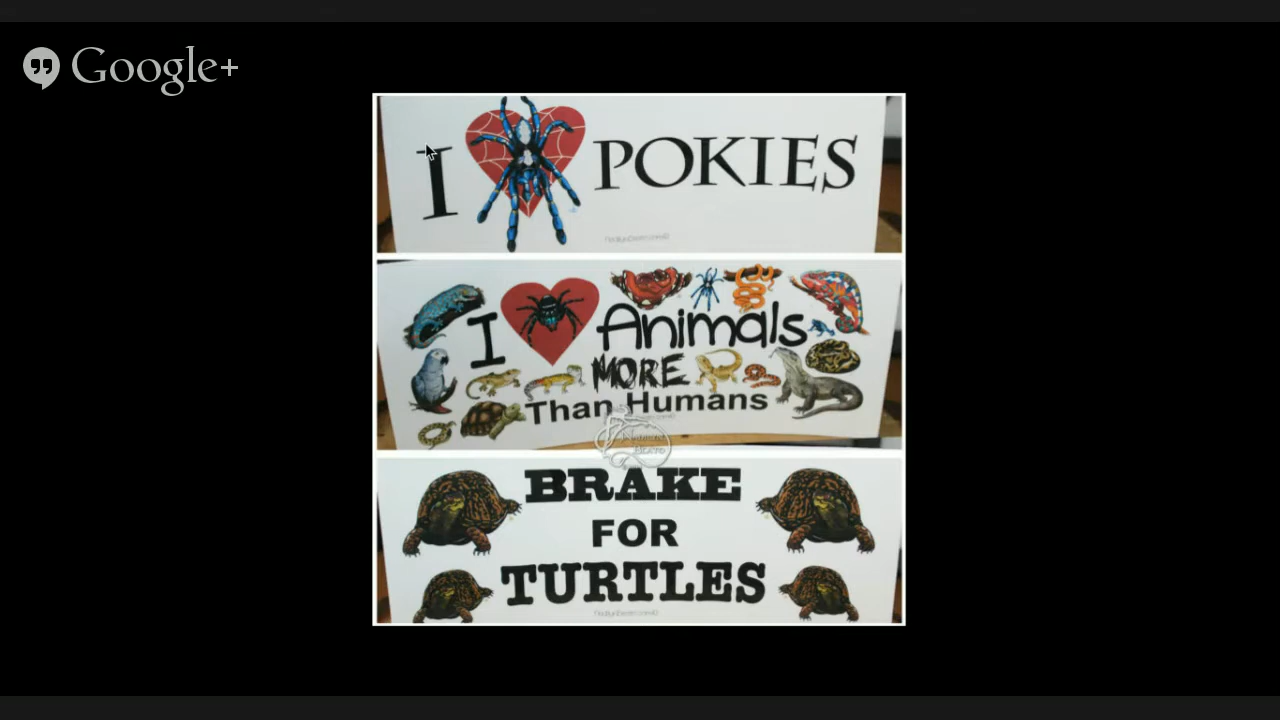 Google+
I POKIES
I Animals
MORE
Than Humans
BRAKE
FOR
TURTLES